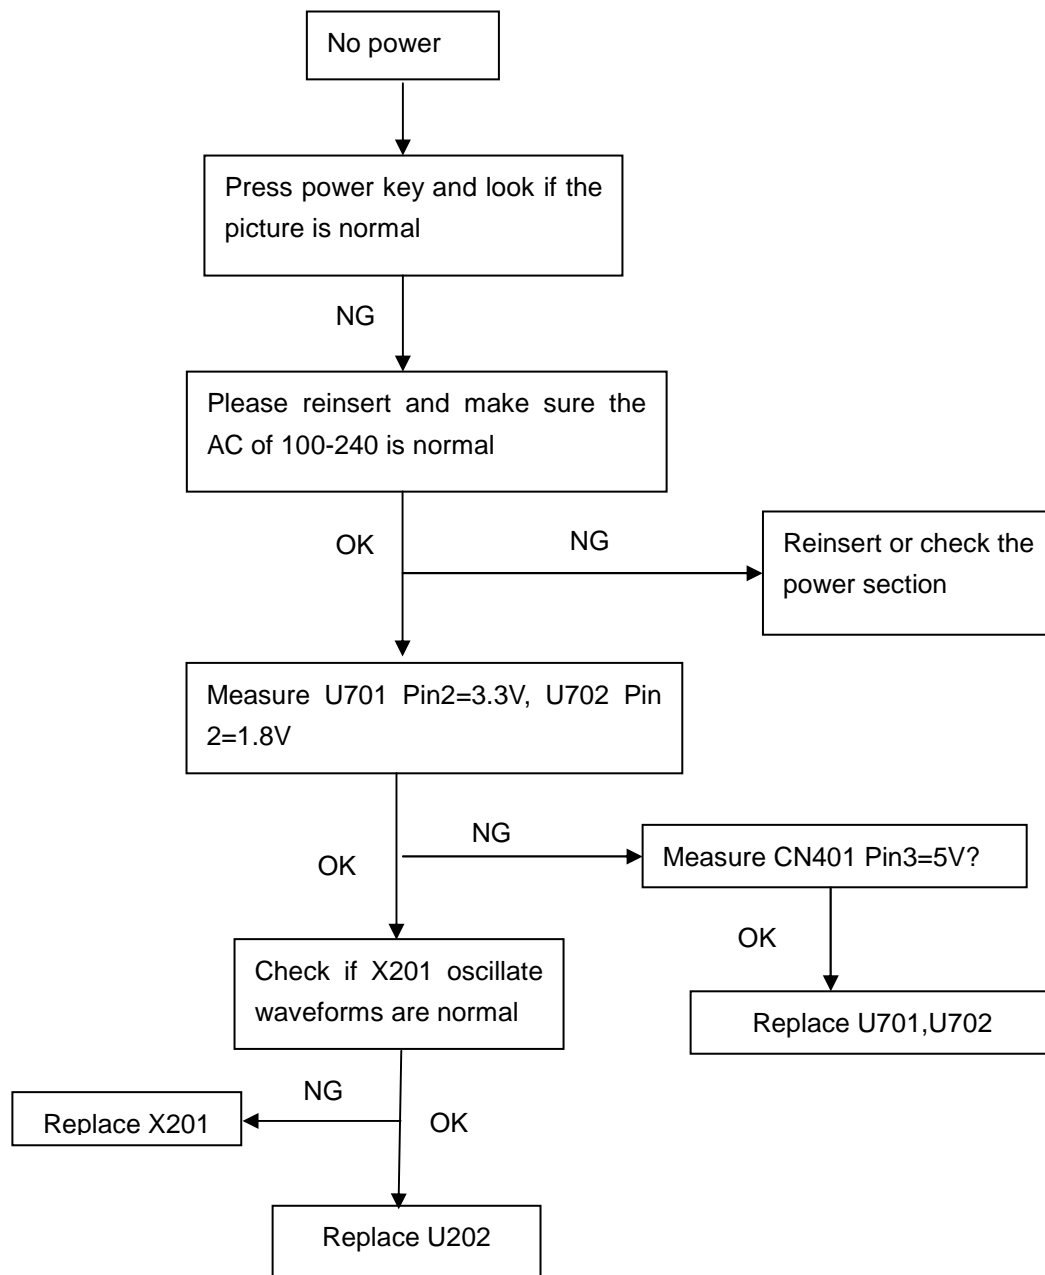 No power
Press power key and look if the
picture is normal
NG
Please reinsert and make sure the
AC of 100-240 is normal
OK
NG
Reinsert or check the
power section
Measure U701 Pin2=3.3V, U702 Pin
2=1.8V
NG
OK
Measure CN401 Pin3=5V?
OK
Check if X201 oscillate
waveforms are normal
Replace U701,U702
NG
OK
Replace X201
Replace U202